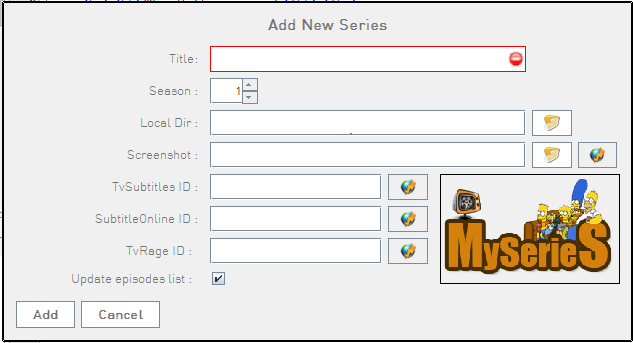 Add New Series
Title:
Season : 1
Local Dir :
Screenshot :
TvSubtitles ID :
SubtitleOnline ID :
TvRage ID :
MySerieS
Update episodes list :
Add Cancel